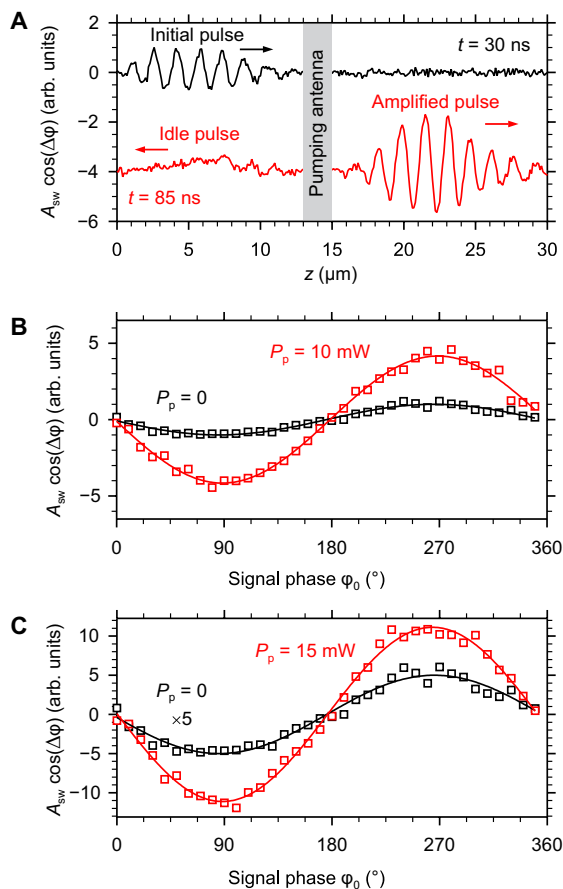 A
A_sw cos(Δφ) (arb. units)
2
0
−2
−4
−6
Initial pulse
t = 30 ns
Pumping antenna
Amplified pulse
Idle pulse
t = 85 ns
0 5 10 15 20 25 30
z (μm)
B
A_sw cos(Δφ) (arb. units)
5
0
−5
P_p = 10 mW
P_p = 0
0 90 180 270 360
Signal phase φ_0 (°)
C
A_sw cos(Δφ) (arb. units)
10
5
0
−5
−10
P_p = 15 mW
P_p = 0
×5
0 90 180 270 360
Signal phase φ_0 (°)